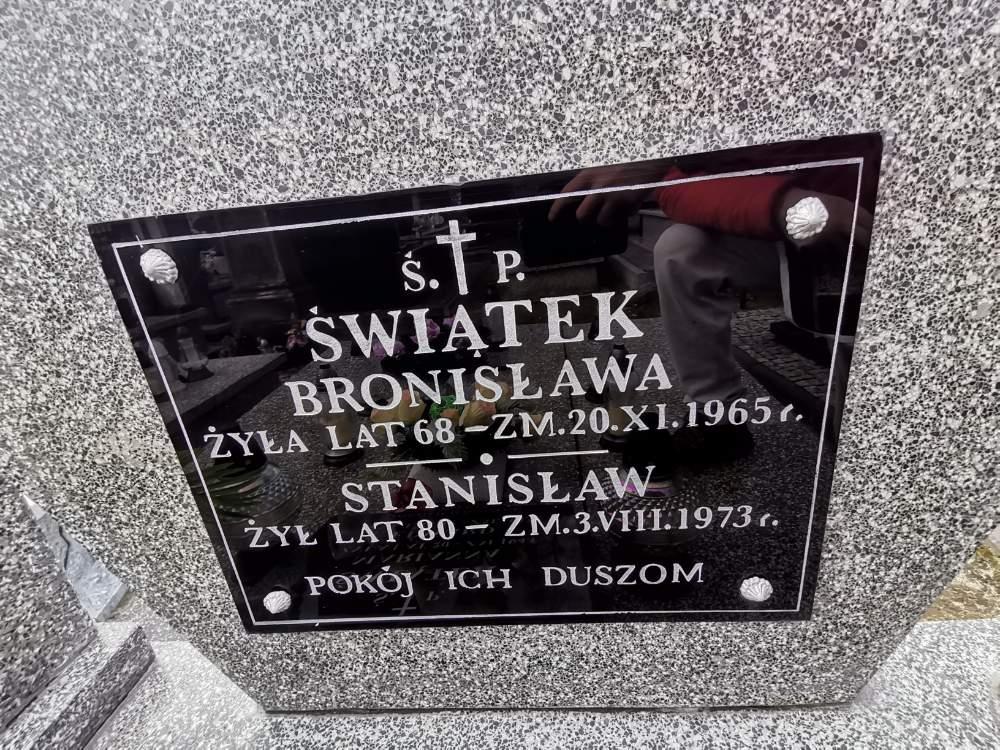 Ś. P.
ŚWIĄTEK
BRONISŁAWA
ŻYŁA LAT 68 – ZM. 20. XI. 1965 r.
STANISŁAW
ŻYŁ LAT 80 – ZM. 3. VIII. 1973 r.
POKÓJ ICH DUSZOM